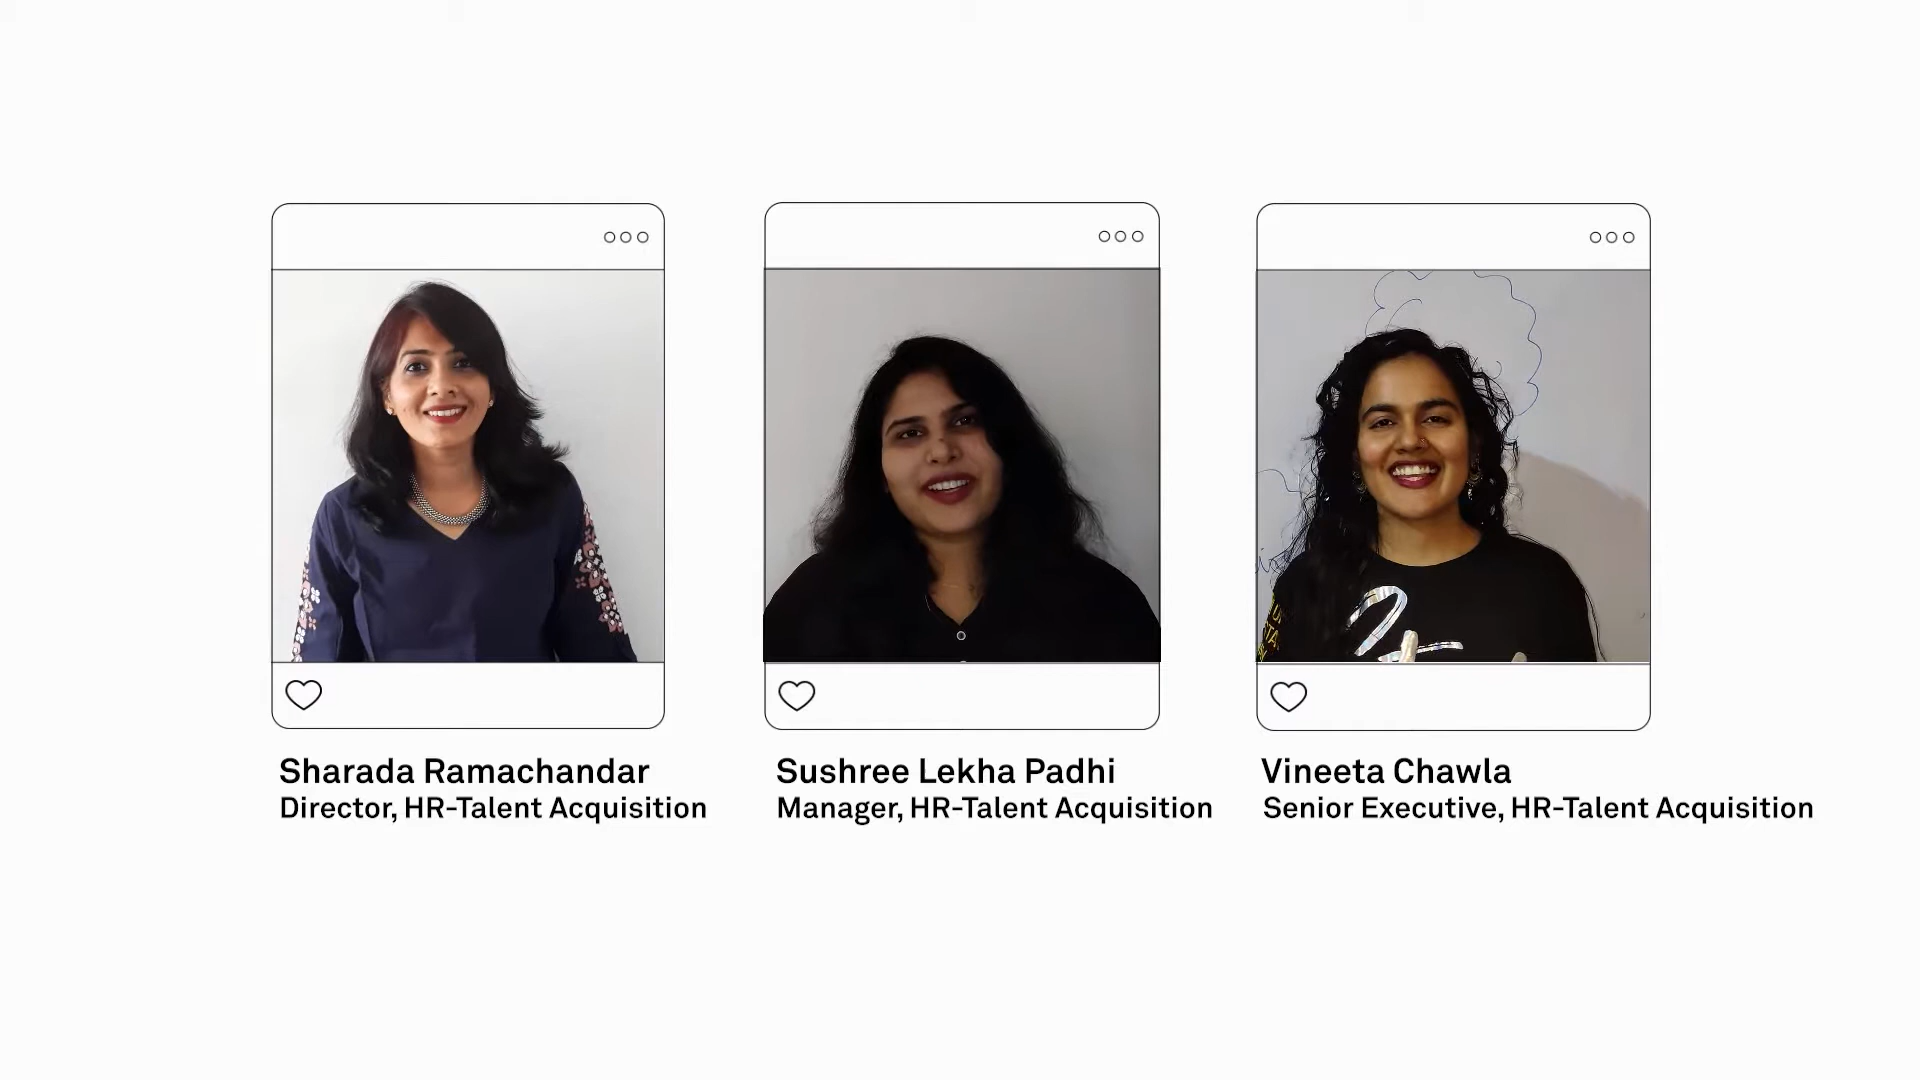 Sharada Ramachandar
Director, HR-Talent Acquisition
Sushree Lekha Padhi
Manager, HR-Talent Acquisition
Vineeta Chawla
Senior Executive, HR-Talent Acquisition